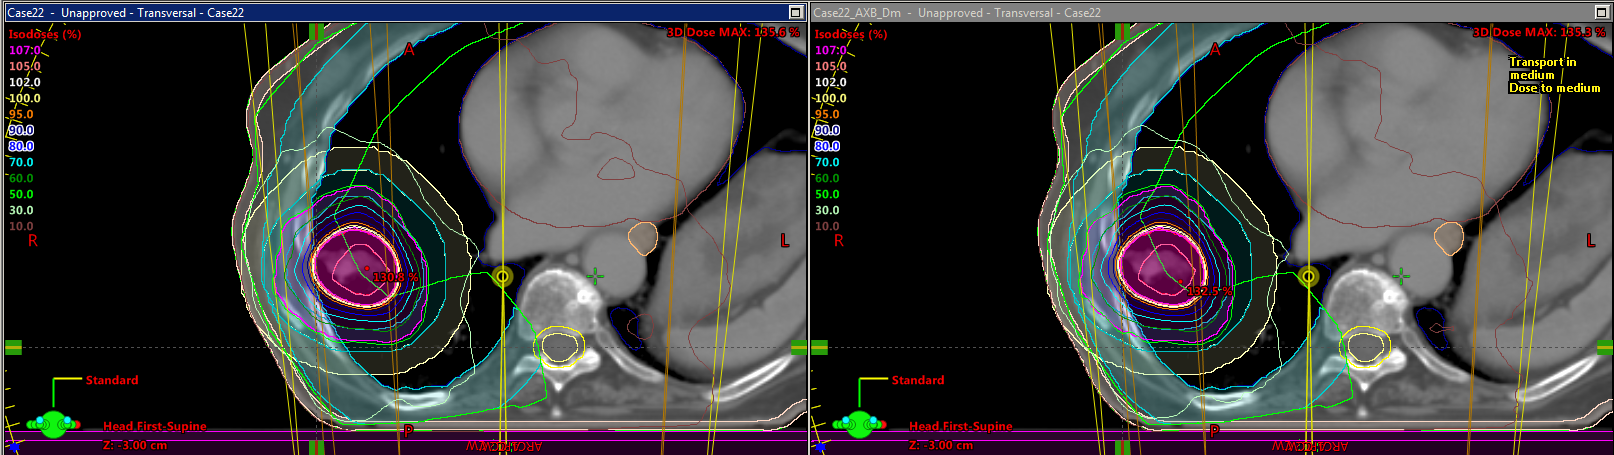 Case22 - Unapproved - Transversal - Case22
Isodoses (%)
107.0
105.0
102.0
100.0
95.0
90.0
80.0
70.0
60.0
50.0
30.0
10.0
3D Dose MAX: 135.6 %
A
R
L
130.8 %
Standard
Head First-Supine
Z: -3.00 cm
P
Case22_AXB_Dm - Unapproved - Transversal - Case22
Isodoses (%)
107.0
105.0
102.0
100.0
95.0
90.0
80.0
70.0
60.0
50.0
30.0
10.0
3D Dose MAX: 135.3 %
Transport in
medium
Dose to medium
A
R
L
132.5 %
Standard
Head First-Supine
Z: -3.00 cm
P